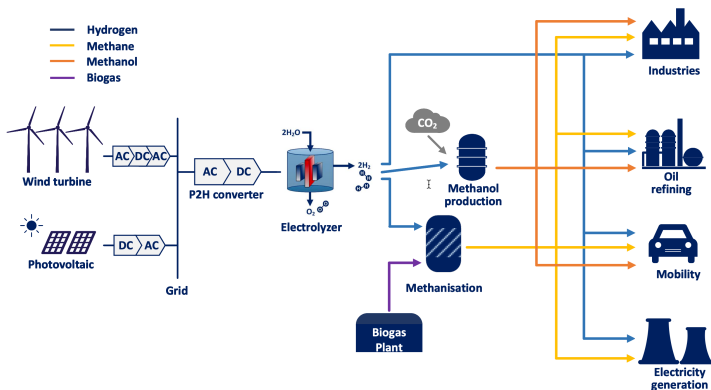 Hydrogen
Methane
Methanol
Biogas
Industries
CO₂
2H₂O
AC DC AC
Wind turbine
AC DC
P2H converter
2H₂
H
H
H
H
O₂
O
O
Electrolyzer
Methanol
production
Oil
refining
DC AC
Photovoltaic
Grid
Methanisation
Mobility
Biogas
Plant
Electricity
generation